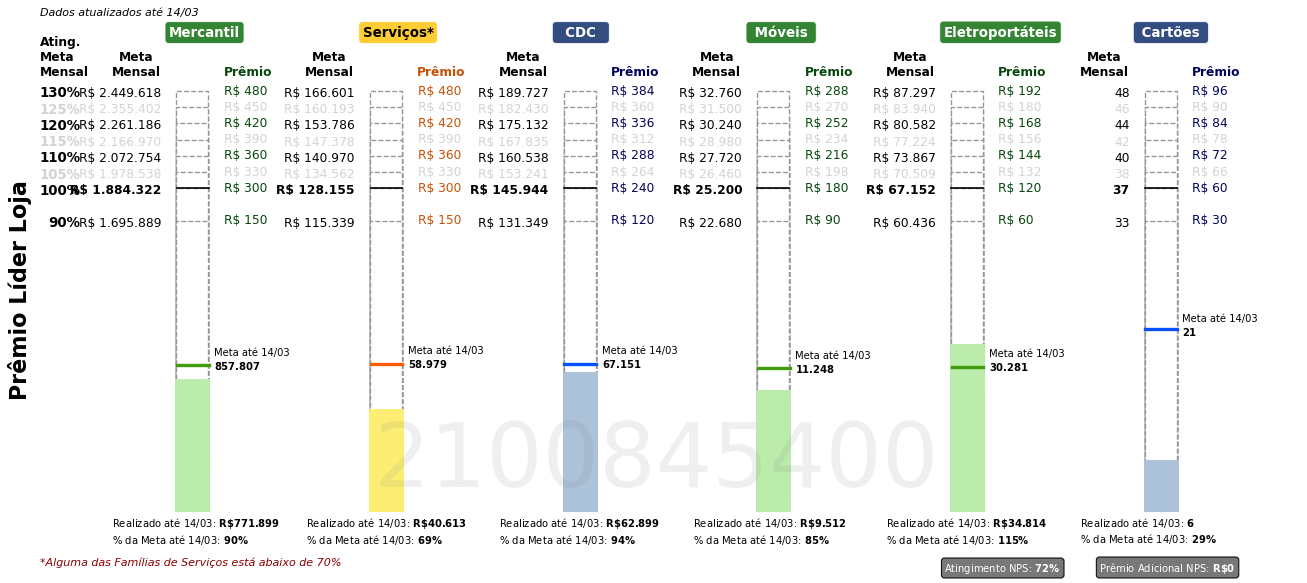 Dados atualizados até 14/03
Mercantil Serviços* CDC Móveis Eletroportáteis Cartões
Ating. Meta Mensal Meta Mensal Prêmio Meta Mensal Prêmio Meta Mensal Prêmio Meta Mensal Prêmio Meta Mensal Prêmio Meta Mensal Prêmio
130% R$ 2.449.618 R$ 480 R$ 166.601 R$ 480 R$ 189.727 R$ 384 R$ 32.760 R$ 288 R$ 87.297 R$ 192 48 R$ 96
125% R$ 2.355.402 R$ 450 R$ 160.193 R$ 450 R$ 182.430 R$ 360 R$ 31.500 R$ 270 R$ 83.940 R$ 180 46 R$ 90
120% R$ 2.261.186 R$ 420 R$ 153.786 R$ 420 R$ 175.132 R$ 336 R$ 30.240 R$ 252 R$ 80.582 R$ 168 44 R$ 84
115% R$ 2.166.970 R$ 390 R$ 147.378 R$ 390 R$ 167.835 R$ 312 R$ 28.980 R$ 234 R$ 77.224 R$ 156 42 R$ 78
110% R$ 2.072.754 R$ 360 R$ 140.970 R$ 360 R$ 160.538 R$ 288 R$ 27.720 R$ 216 R$ 73.867 R$ 144 40 R$ 72
105% R$ 1.978.538 R$ 330 R$ 134.562 R$ 330 R$ 153.241 R$ 264 R$ 26.460 R$ 198 R$ 70.509 R$ 132 38 R$ 66
100% R$ 1.884.322 R$ 300 R$ 128.155 R$ 300 R$ 145.944 R$ 240 R$ 25.200 R$ 180 R$ 67.152 R$ 120 37 R$ 60
90% R$ 1.695.889 R$ 150 R$ 115.339 R$ 150 R$ 131.349 R$ 120 R$ 22.680 R$ 90 R$ 60.436 R$ 60 33 R$ 30
Prêmio Líder Loja
Meta até 14/03
857.807
Meta até 14/03
58.979
Meta até 14/03
67.151
Meta até 14/03
11.248
Meta até 14/03
30.281
Meta até 14/03
21
2100845400
Realizado até 14/03: R$771.899
% da Meta até 14/03: 90%
Realizado até 14/03: R$40.613
% da Meta até 14/03: 69%
Realizado até 14/03: R$62.899
% da Meta até 14/03: 94%
Realizado até 14/03: R$9.512
% da Meta até 14/03: 85%
Realizado até 14/03: R$34.814
% da Meta até 14/03: 115%
Realizado até 14/03: 6
% da Meta até 14/03: 29%
*Alguma das Famílias de Serviços está abaixo de 70%
Atingimento NPS: 72%
Prêmio Adicional NPS: R$0